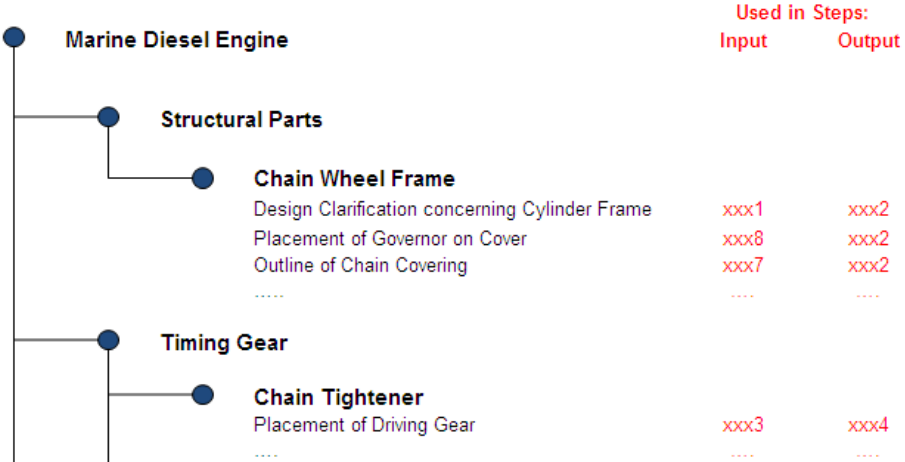 Used in Steps:
Marine Diesel Engine Input Output
Structural Parts
Chain Wheel Frame
Design Clarification concerning Cylinder Frame xxx1 xxx2
Placement of Governor on Cover xxx8 xxx2
Outline of Chain Covering xxx7 xxx2
..... .... ....
Timing Gear
Chain Tightener
Placement of Driving Gear xxx3 xxx4
.... .... ....